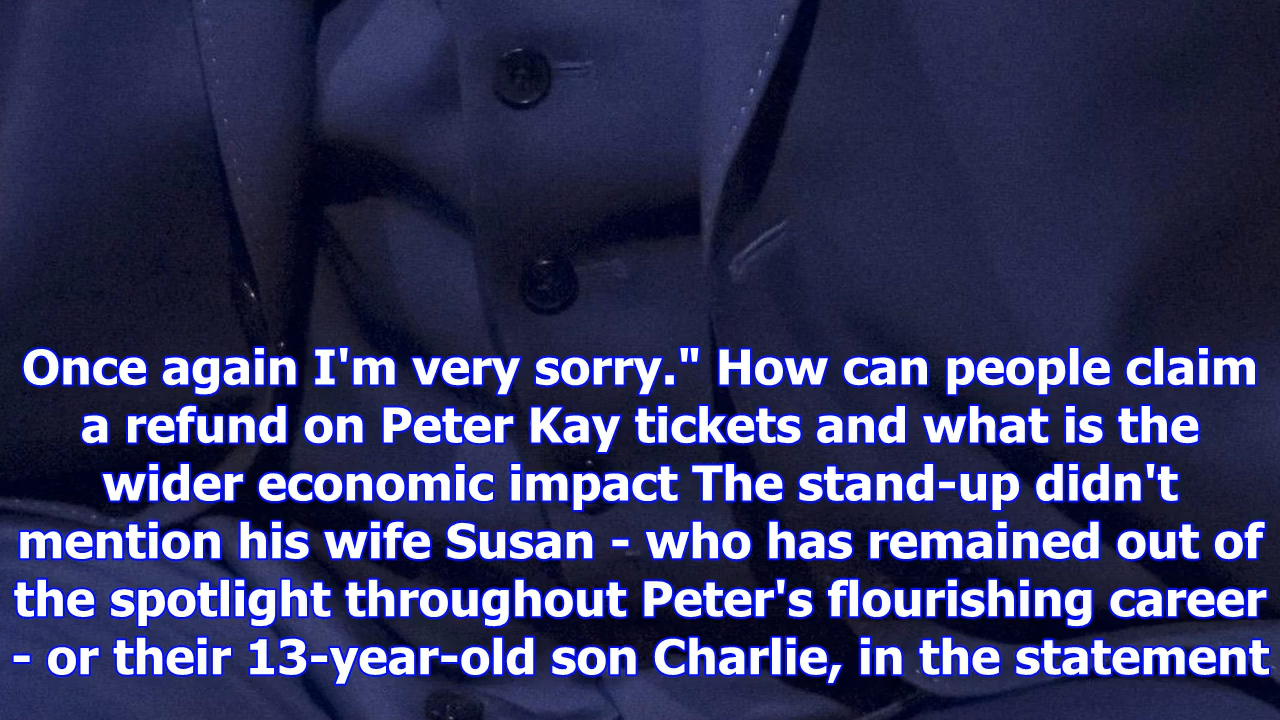 Once again I'm very sorry." How can people claim
a refund on Peter Kay tickets and what is the
wider economic impact The stand-up didn't
mention his wife Susan - who has remained out of
the spotlight throughout Peter's flourishing career
- or their 13-year-old son Charlie, in the statement